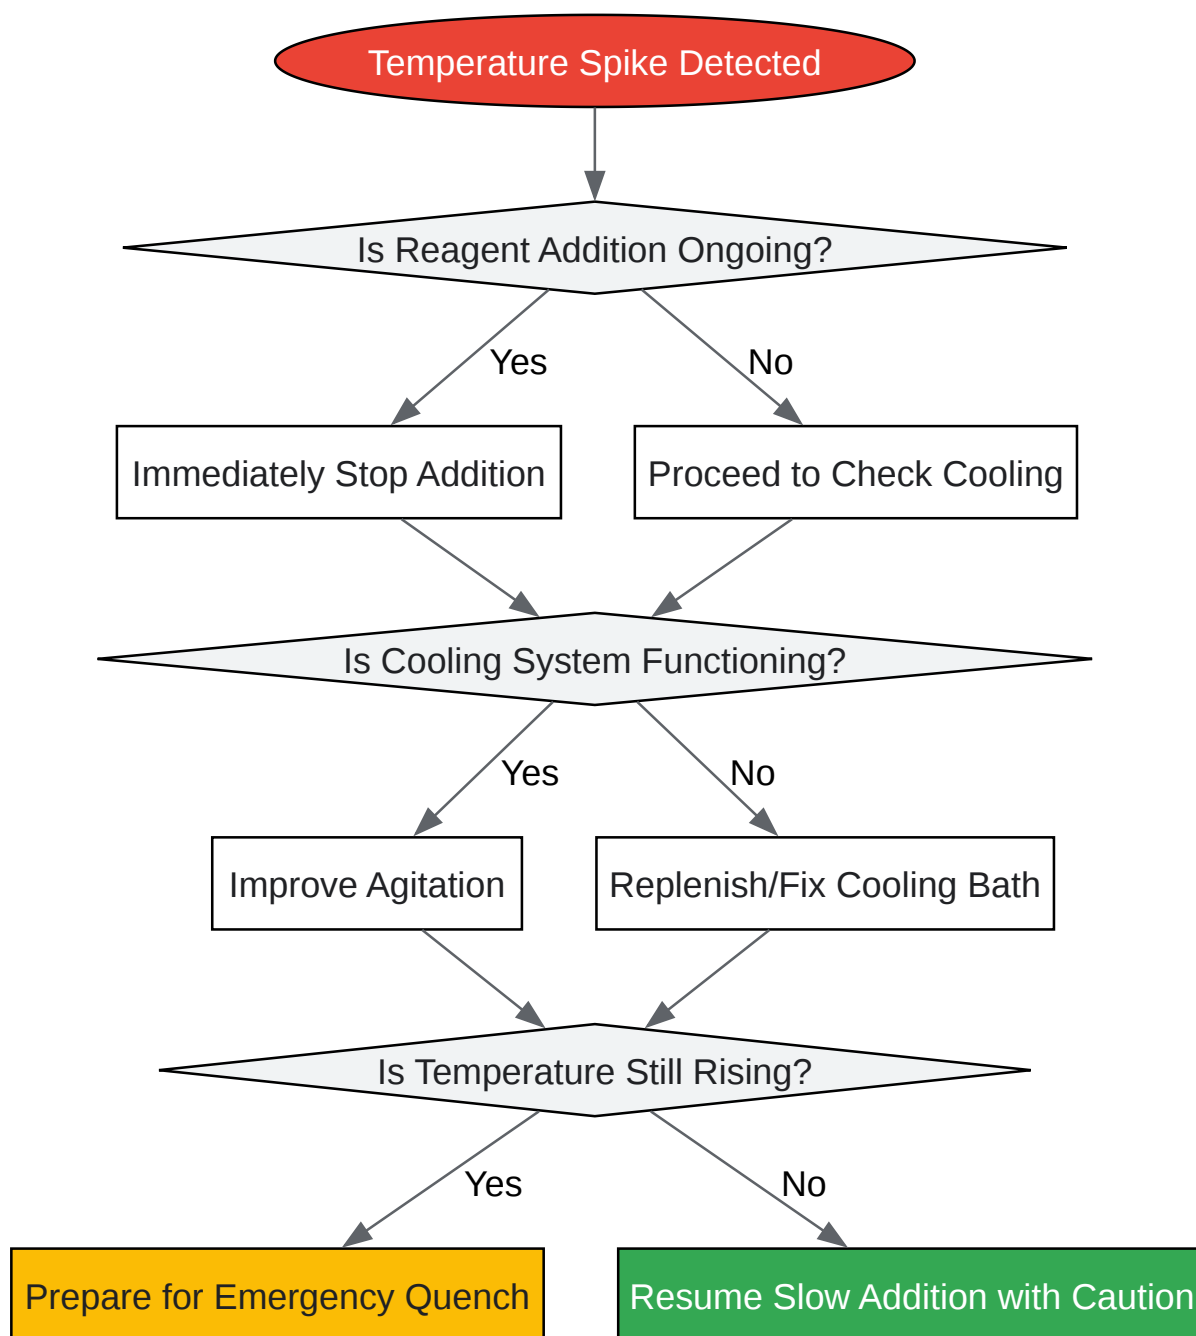 Temperature Spike Detected
Is Reagent Addition Ongoing?
Yes
No
Immediately Stop Addition
Proceed to Check Cooling
Is Cooling System Functioning?
Yes
No
Improve Agitation
Replenish/Fix Cooling Bath
Is Temperature Still Rising?
Yes
No
Prepare for Emergency Quench
Resume Slow Addition with Caution